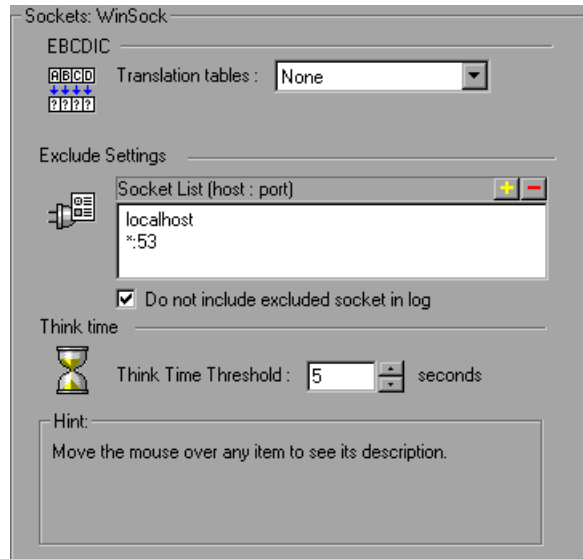 Sockets: WinSock
EBCDIC
ABCD
????
Translation tables : None
Exclude Settings
Socket List (host : port)
localhost
*:53
Do not include excluded socket in log
Think time
Think Time Threshold : 5 seconds
Hint:
Move the mouse over any item to see its description.